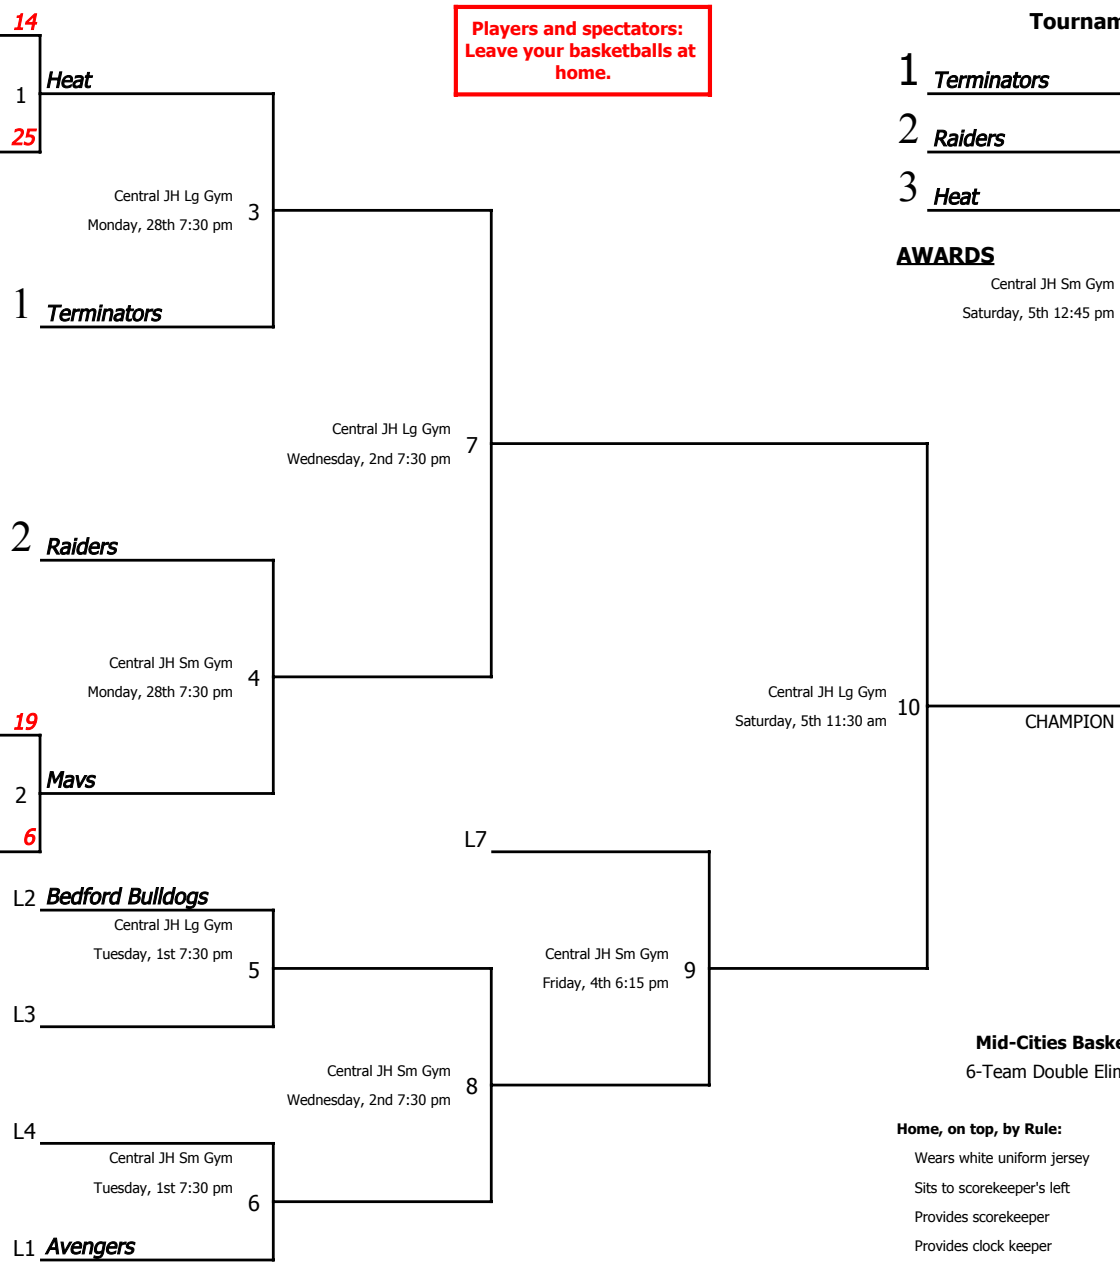 14
Players and spectators:
Leave your basketballs at
home.
Tournam
1 Heat
1 Terminators
25
2 Raiders
Central JH Lg Gym
Monday, 28th 7:30 pm 3
3 Heat
AWARDS
Central JH Sm Gym
Saturday, 5th 12:45 pm
1 Terminators
Central JH Lg Gym
Wednesday, 2nd 7:30 pm 7
2 Raiders
Central JH Sm Gym
Monday, 28th 7:30 pm 4
Central JH Lg Gym
Saturday, 5th 11:30 am 10
CHAMPION
19
2 Mavs
6
L7
L2 Bedford Bulldogs
Central JH Lg Gym
Tuesday, 1st 7:30 pm
5
Central JH Sm Gym
Friday, 4th 6:15 pm 9
L3
Central JH Sm Gym
Wednesday, 2nd 7:30 pm 8
L4
Central JH Sm Gym
Tuesday, 1st 7:30 pm
6
L1 Avengers
Mid-Cities Baske
6-Team Double Elim
Home, on top, by Rule:
Wears white uniform jersey
Sits to scorekeeper's left
Provides scorekeeper
Provides clock keeper